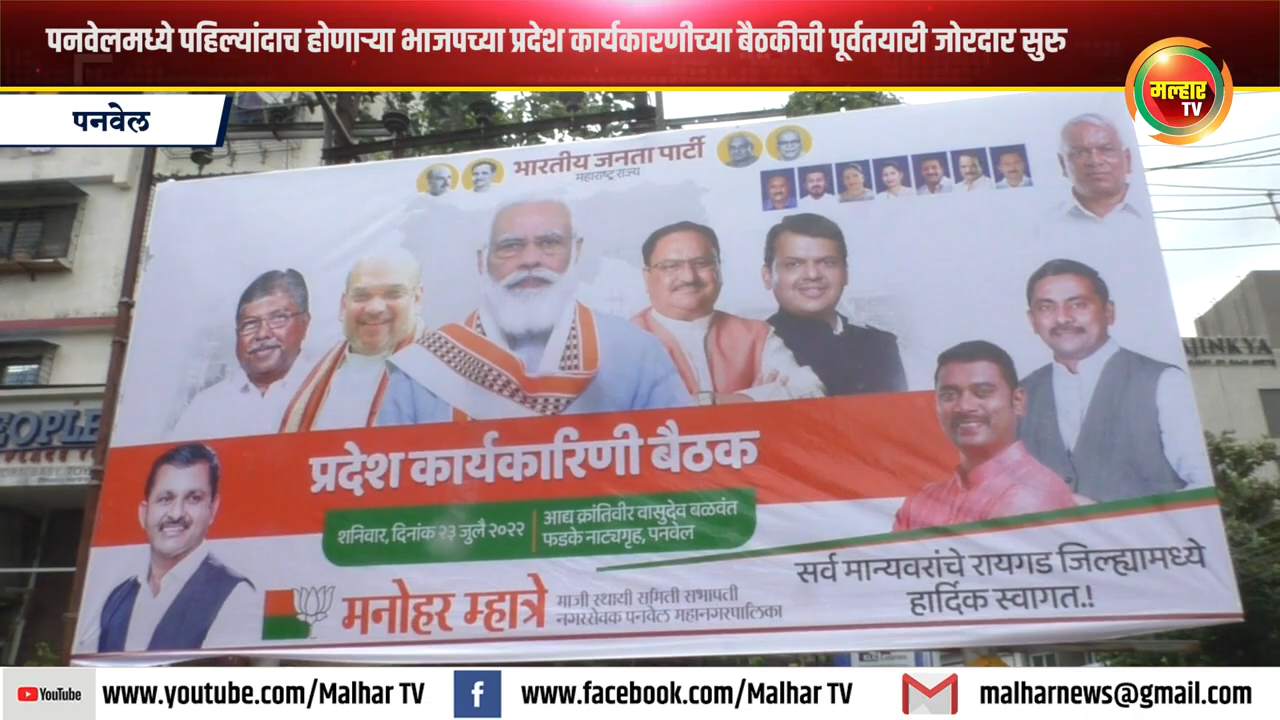 पनवेलमध्ये पहिल्यांदाच होणाऱ्या भाजपच्या प्रदेश कार्यकारणीच्या बैठकीची पूर्वतयारी जोरदार सुरु
मल्हार
TV
पनवेल
भारतीय जनता पार्टी
महाराष्ट्र राज्य
AJINKYA
PEOPLE
प्रदेश कार्यकारिणी बैठक
शनिवार, दिनांक २३ जुलै २०२२
आद्य क्रांतिवीर वासुदेव बळवंत
फडके नाट्यगृह, पनवेल
सर्व मान्यवरांचे रायगड जिल्ह्यामध्ये
हार्दिक स्वागत.!
मनोहर म्हात्रे
माजी स्थायी समिती सभापती
नगरसेवक पनवेल महानगरपालिका
YouTube www.youtube.com/Malhar TV
f www.facebook.com/Malhar TV
malharnews@gmail.com